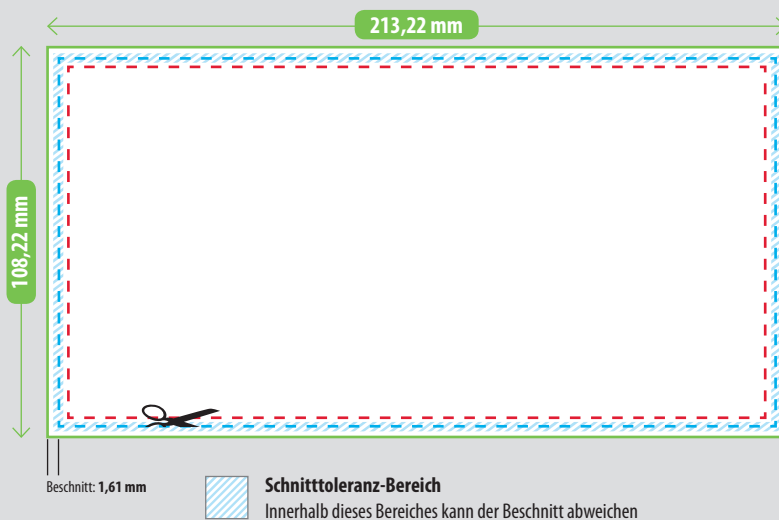 213,22 mm
108,22 mm
Beschnitt: 1,61 mm
Schnitttoleranz-Bereich
Innerhalb dieses Bereiches kann der Beschnitt abweichen